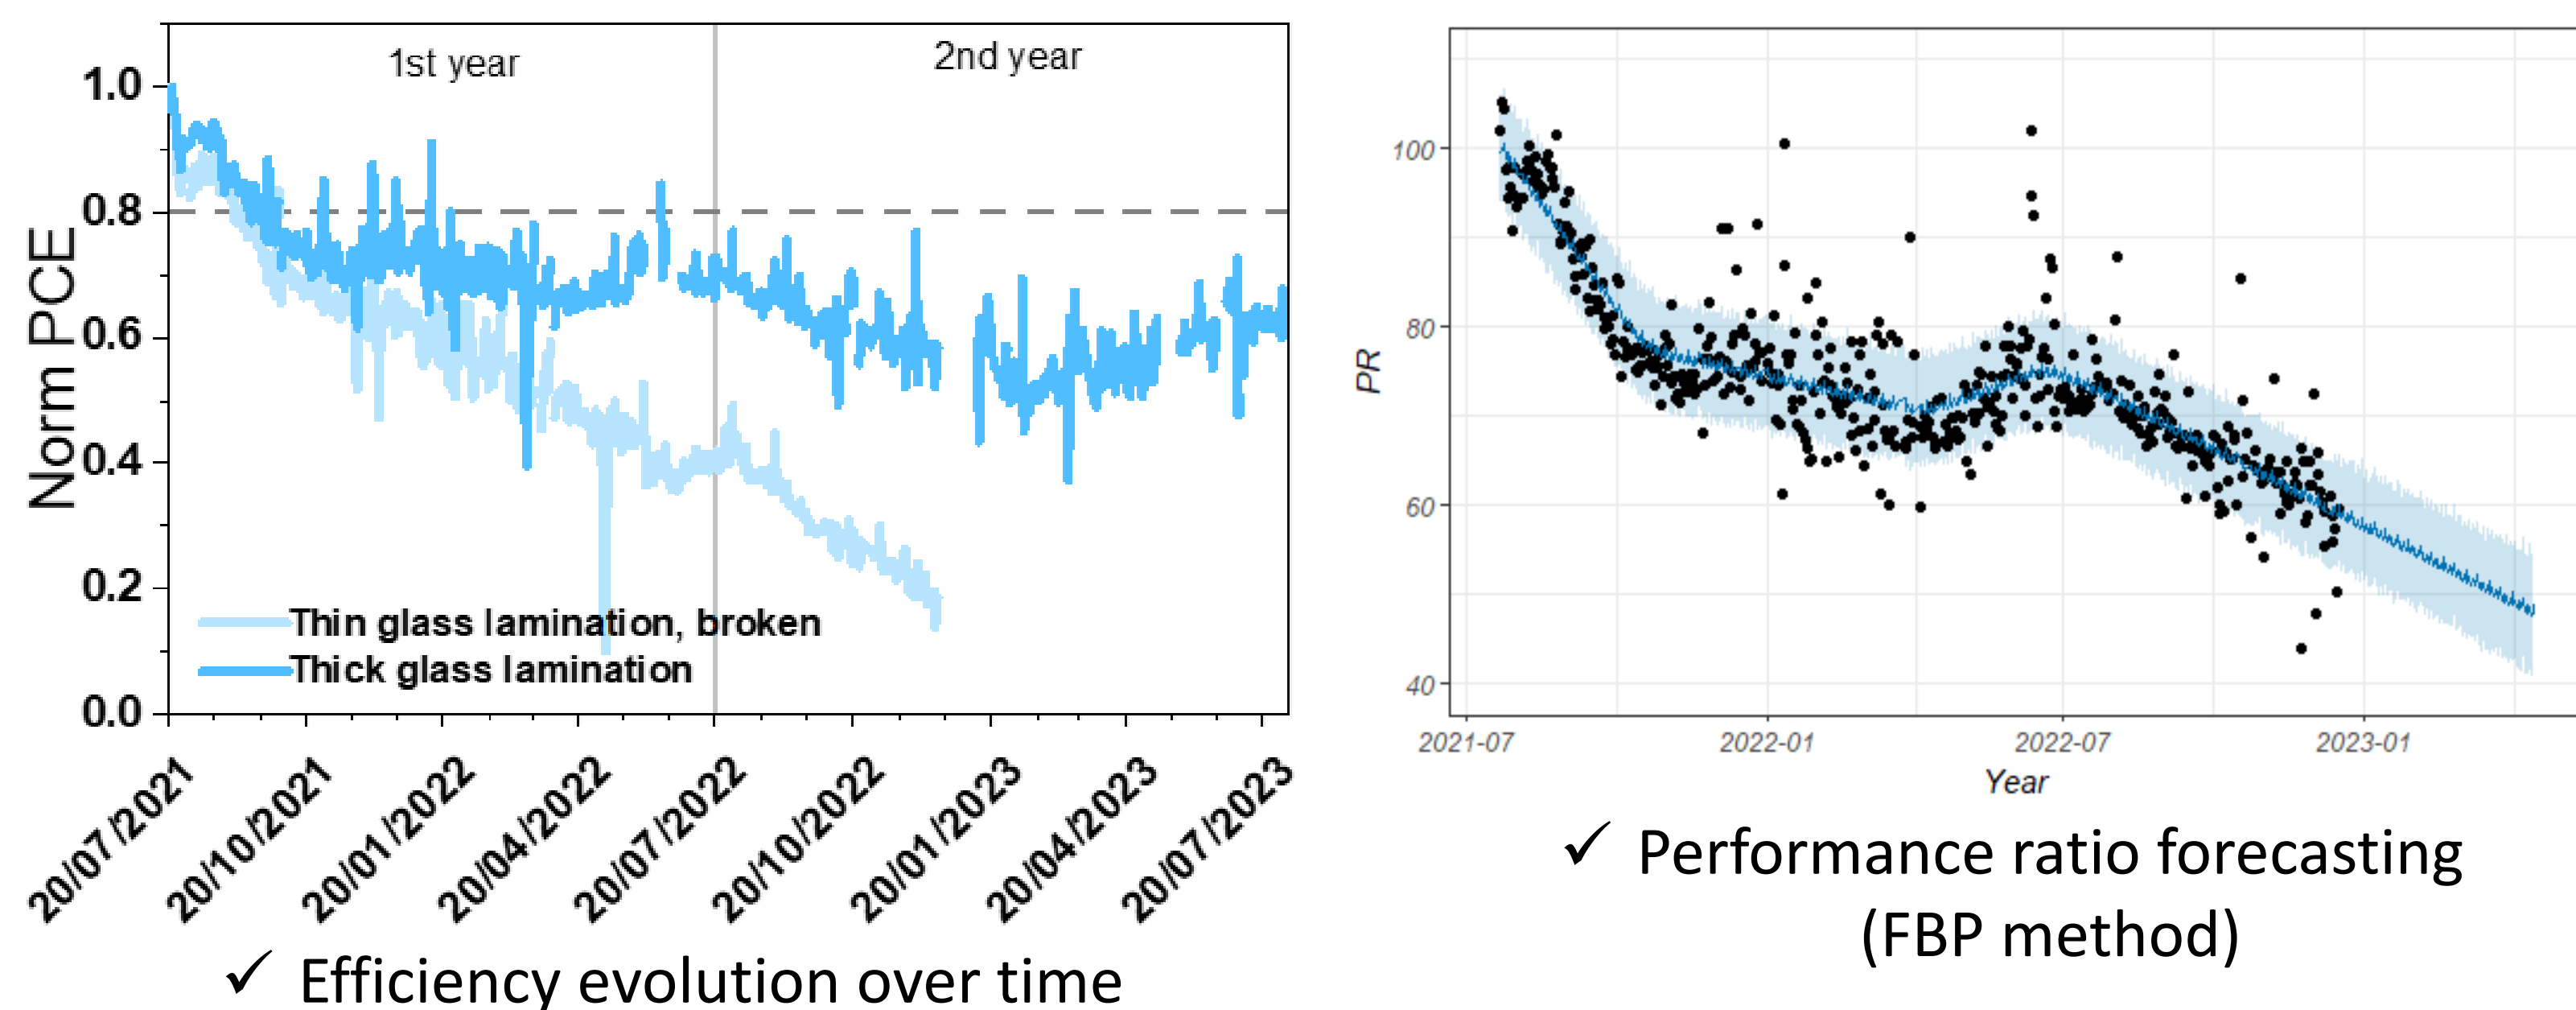 1st year
2nd year
Norm PCE
1.0
0.8
0.6
0.4
0.2
0.0
Thin glass lamination, broken
Thick glass lamination
20/07/2021
20/10/2021
20/01/2022
20/04/2022
20/07/2022
20/10/2022
20/01/2023
20/04/2023
20/07/2023
✓ Efficiency evolution over time
PR
100
80
60
40
2021-07
2022-01
2022-07
2023-01
Year
✓ Performance ratio forecasting
(FBP method)